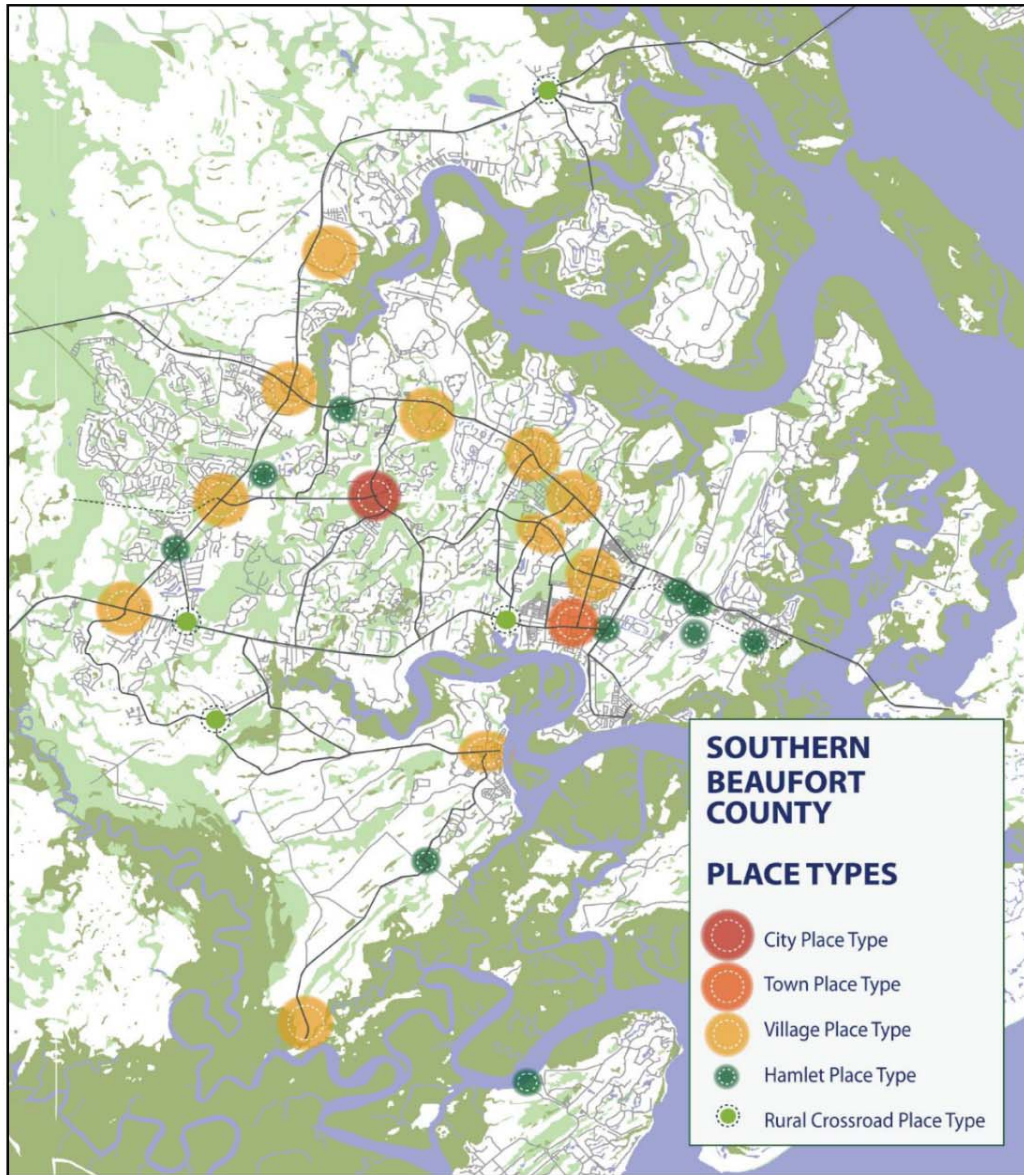 SOUTHERN
BEAUFORT
COUNTY
PLACE TYPES
City Place Type
Town Place Type
Village Place Type
Hamlet Place Type
Rural Crossroad Place Type